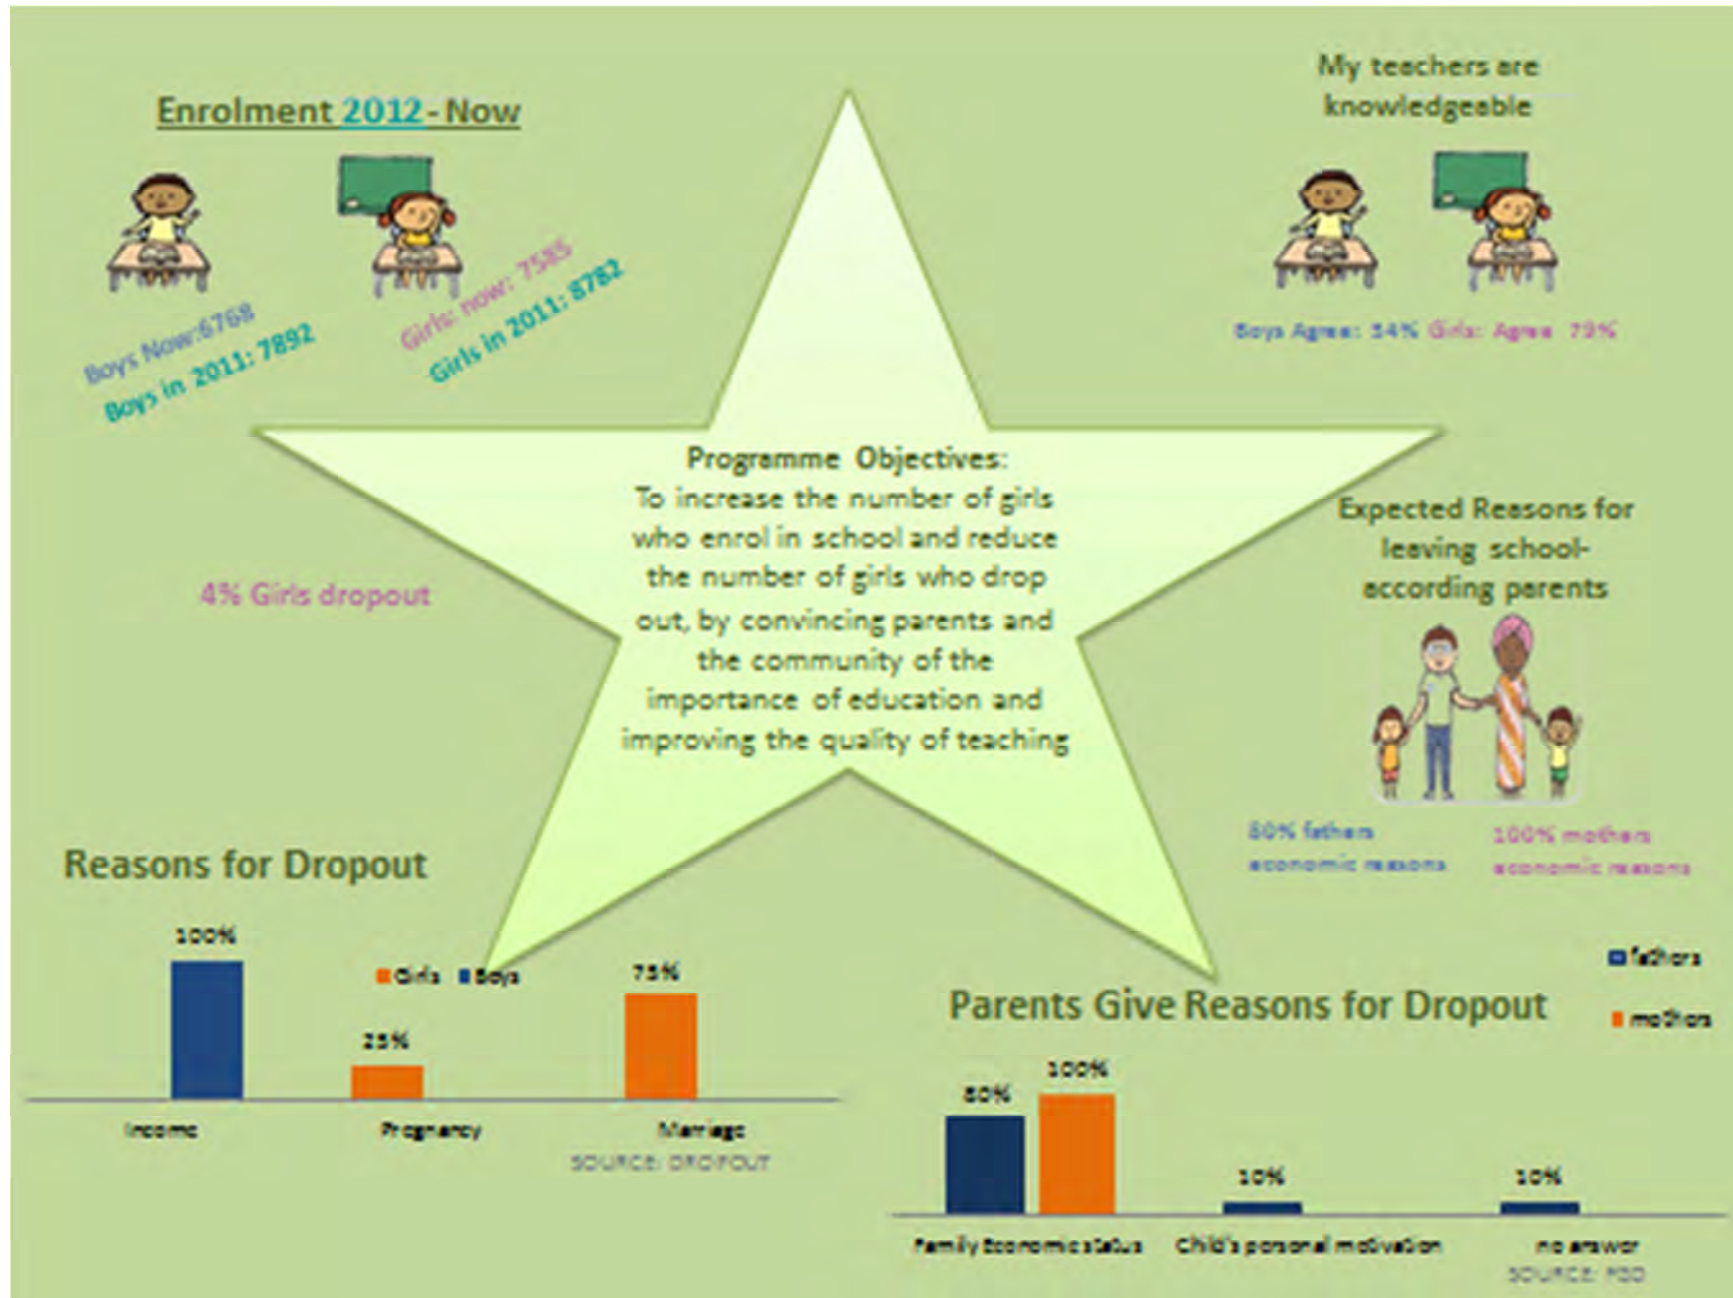 Enrolment 2012 - Now
Boys Now:6768
Boys in 2011: 7892
Girls: now: 7585
Girls in 2011: 8782
My teachers are
knowledgeable
Boys Agree: Girls: Agree
Programme Objectives:
To increase the number of girls
who enrol in school and reduce
the number of girls who drop
out, by convincing parents and
the community of the
importance of education and
improving the quality of teaching
4% Girls dropout
Expected Reasons for
leaving school-
according parents
80% fathers
economic reasons
100% mothers
economic reasons
Reasons for Dropout
Girls Boys
100%
25%
75%
Income Pregnancy Marriage
SOURCE: DROPOUT
Parents Give Reasons for Dropout
fathers
mothers
80%
100%
10%
10%
Family Economic status Child's personal motivation no answer
SOURCE: